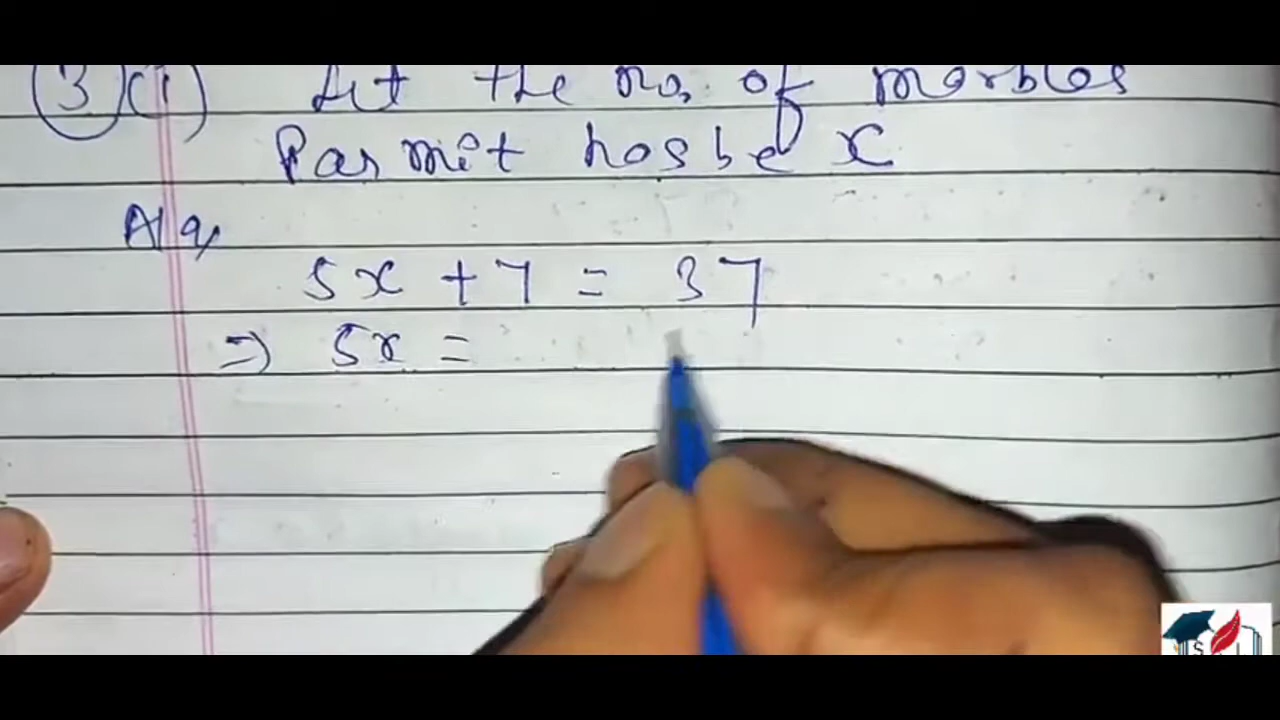 3 (i) Let the no. of marbles
Parmit has be x
A/q,
5x + 7 = 37
⇒ 5x =
S L